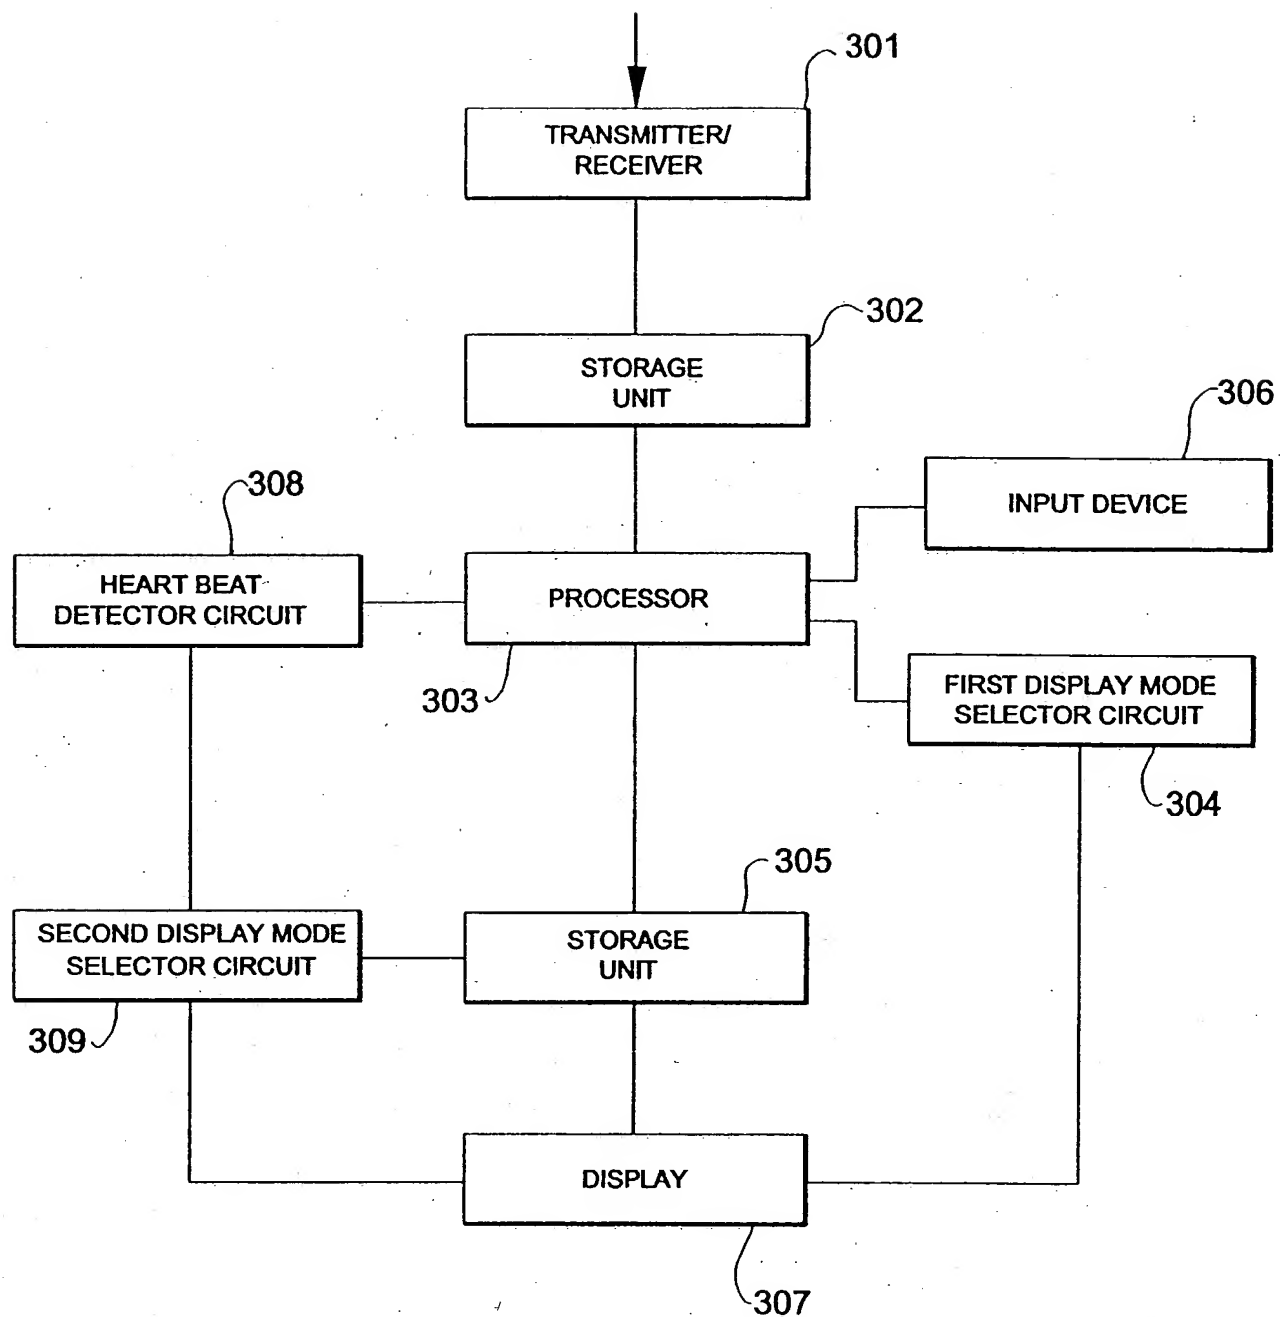 301
TRANSMITTER/
RECEIVER
302
STORAGE
UNIT
306
INPUT DEVICE
308
HEART BEAT
DETECTOR CIRCUIT
PROCESSOR
303
FIRST DISPLAY MODE
SELECTOR CIRCUIT
304
305
SECOND DISPLAY MODE
SELECTOR CIRCUIT
309
STORAGE
UNIT
DISPLAY
307